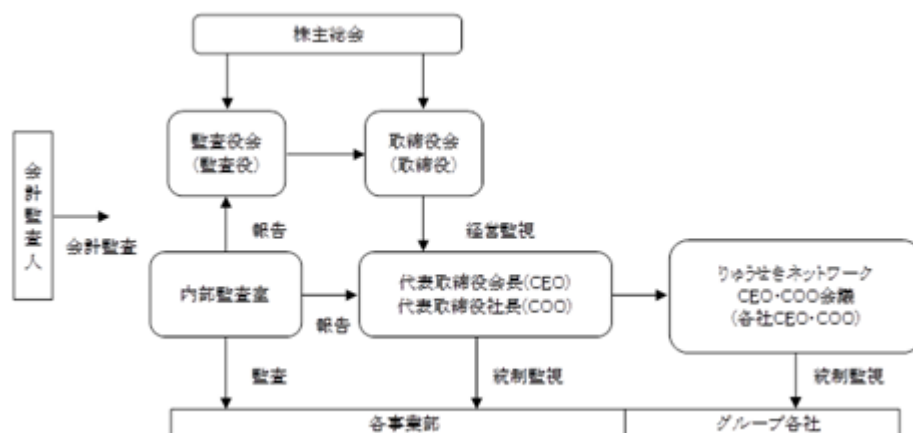 株主総会
監査役会
(監査役)
取締役会
(取締役)
会計監査人
会計監査
報告
経営監視
内部監査室
報告
代表取締役会長(CEO)
代表取締役社長(COO)
りゅうせきネットワーク
CEO・COO会議
(各社CEO・COO)
監査
統制監視
統制監視
各事業部
グループ各社